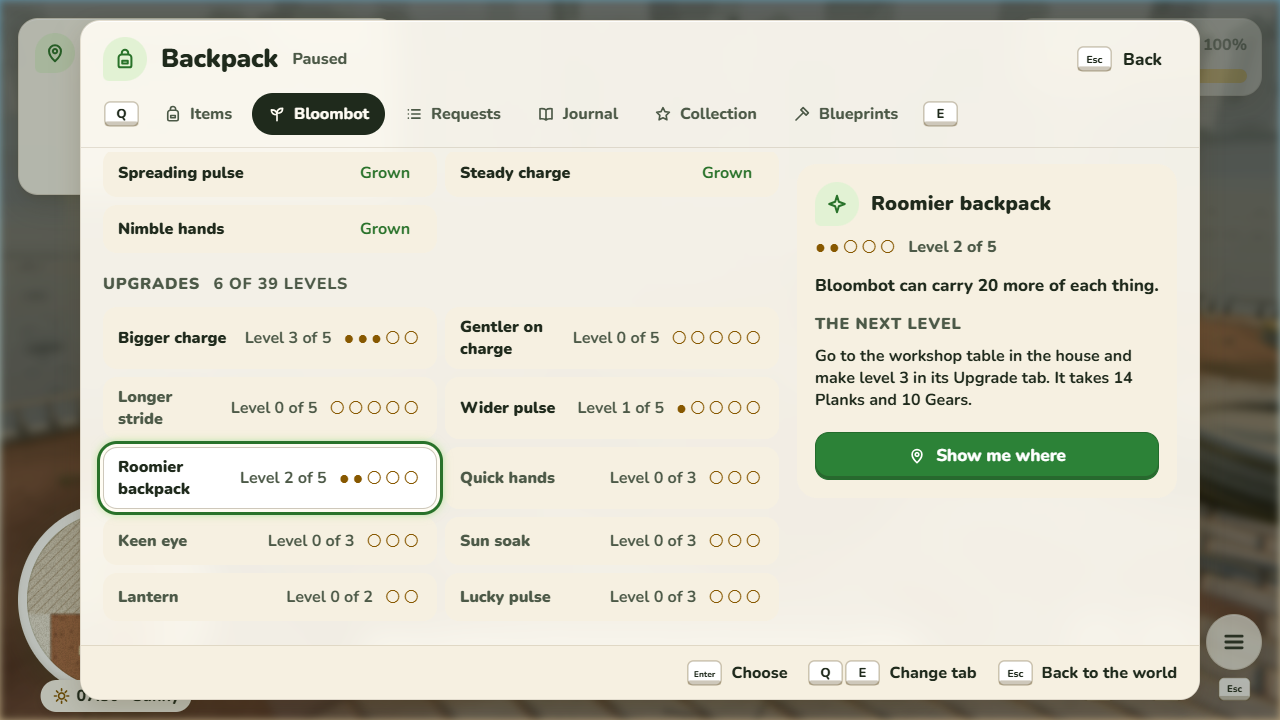 Backpack Paused
Esc Back
100%
Q Items Bloombot Requests Journal Collection Blueprints E
Spreading pulse Grown
Steady charge Grown
Nimble hands Grown
UPGRADES 6 OF 39 LEVELS
Bigger charge Level 3 of 5
Gentler on
charge Level 0 of 5
Longer
stride Level 0 of 5
Wider pulse Level 1 of 5
Roomier
backpack Level 2 of 5
Quick hands Level 0 of 3
Keen eye Level 0 of 3
Sun soak Level 0 of 3
Lantern Level 0 of 2
Lucky pulse Level 0 of 3
Roomier backpack
Level 2 of 5
Bloombot can carry 20 more of each thing.
THE NEXT LEVEL
Go to the workshop table in the house and
make level 3 in its Upgrade tab. It takes 14
Planks and 10 Gears.
Show me where
Enter Choose Q E Change tab Esc Back to the world
Esc